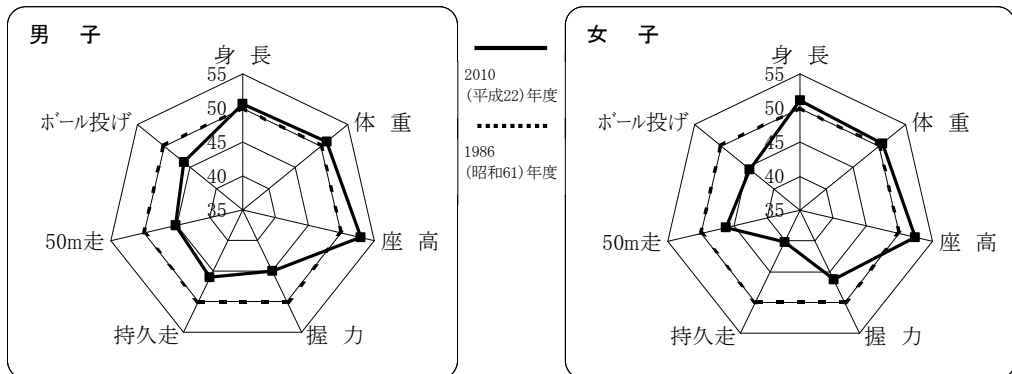 男 子
身 長
55
50
45
40
35
体 重
座 高
握 力
持久走
50m走
ボール投げ
2010
(平成22)年度
1986
(昭和61)年度
女 子
身 長
55
50
45
40
35
体 重
座 高
握 力
持久走
50m走
ボール投げ